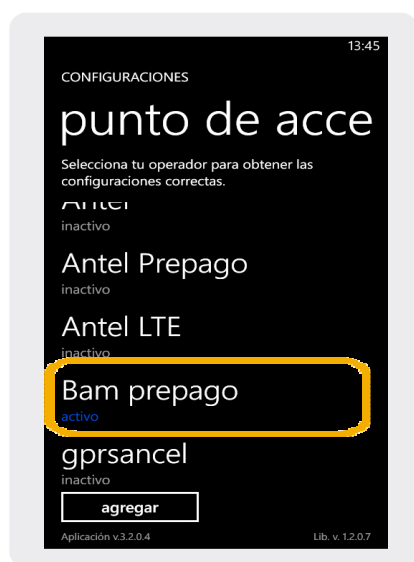 13:45
CONFIGURACIONES
punto de acce
Selecciona tu operador para obtener las
configuraciones correctas.
Antel
inactivo
Antel Prepago
inactivo
Antel LTE
inactivo
Bam prepago
activo
gprsancel
inactivo
agregar
Aplicación v.3.2.0.4 Lib. v. 1.2.0.7